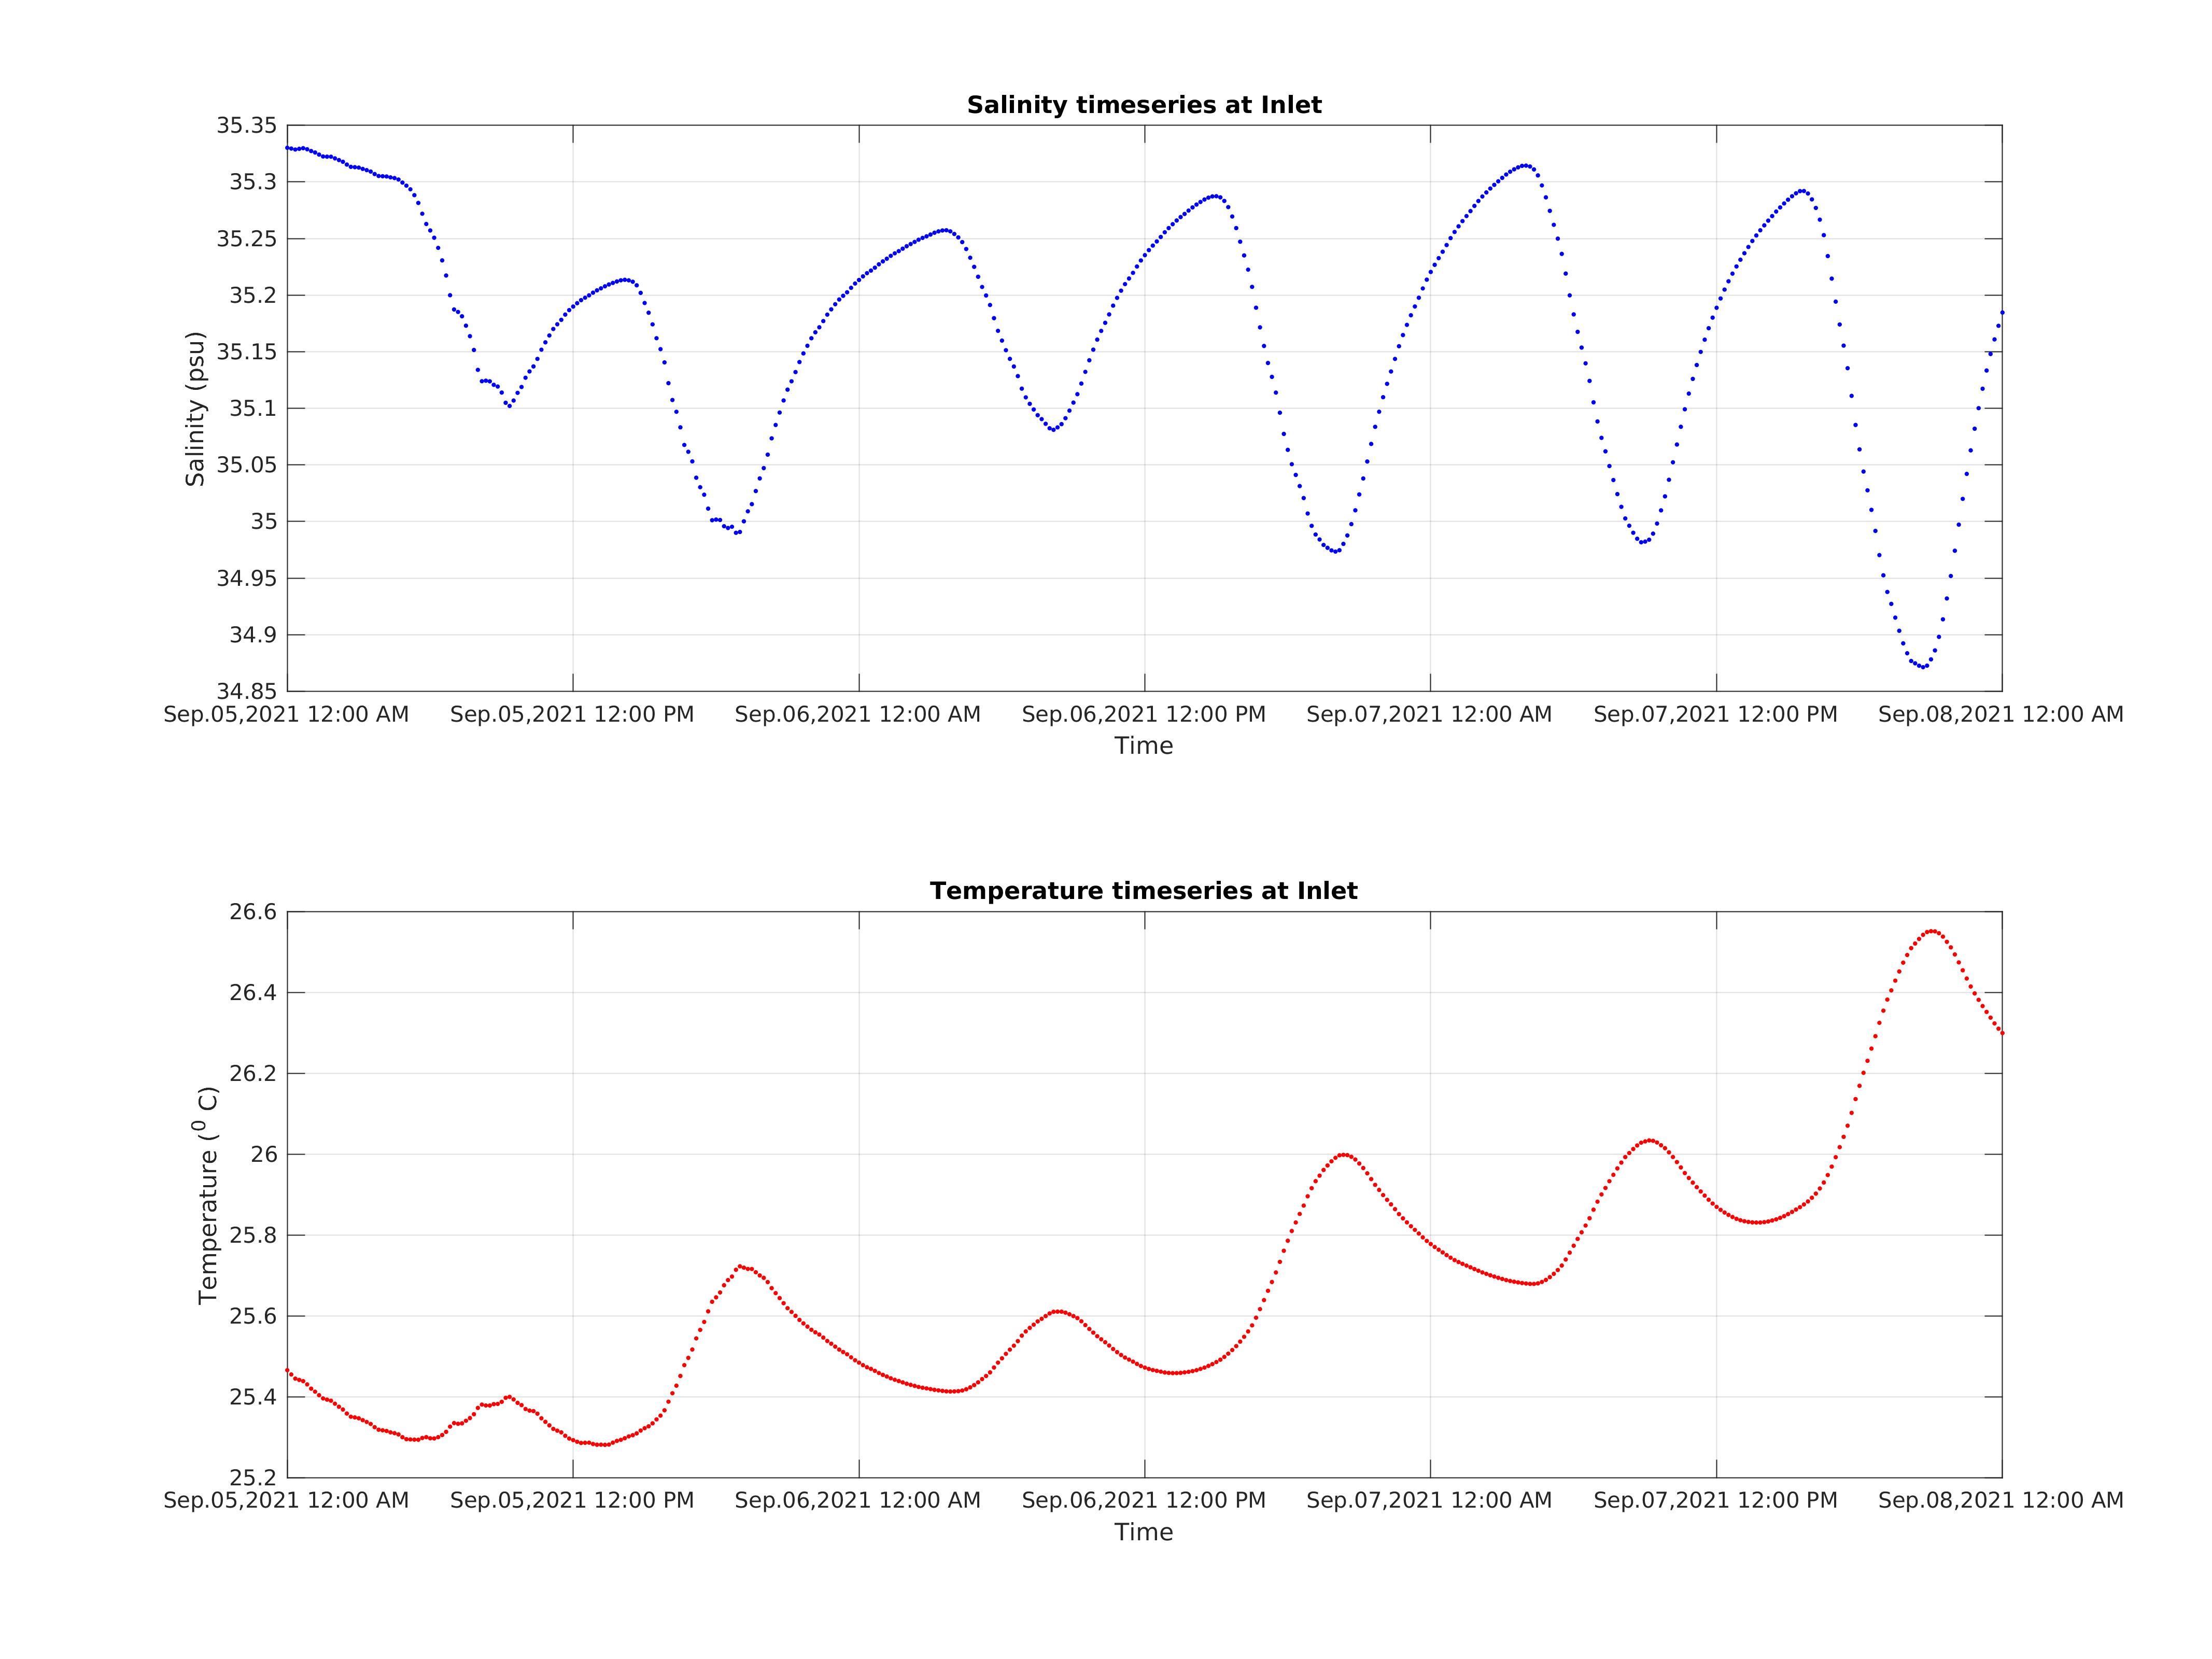 Salinity timeseries at Inlet
35.35
35.3
35.25
35.2
35.15
35.1
35.05
35
34.95
34.9
34.85
Salinity (psu)
Sep.05,2021 12:00 AM Sep.05,2021 12:00 PM Sep.06,2021 12:00 AM Sep.06,2021 12:00 PM Sep.07,2021 12:00 AM Sep.07,2021 12:00 PM Sep.08,2021 12:00 AM
Time
Temperature timeseries at Inlet
26.6
26.4
26.2
26
25.8
25.6
25.4
25.2
Temperature (⁰ C)
Sep.05,2021 12:00 AM Sep.05,2021 12:00 PM Sep.06,2021 12:00 AM Sep.06,2021 12:00 PM Sep.07,2021 12:00 AM Sep.07,2021 12:00 PM Sep.08,2021 12:00 AM
Time